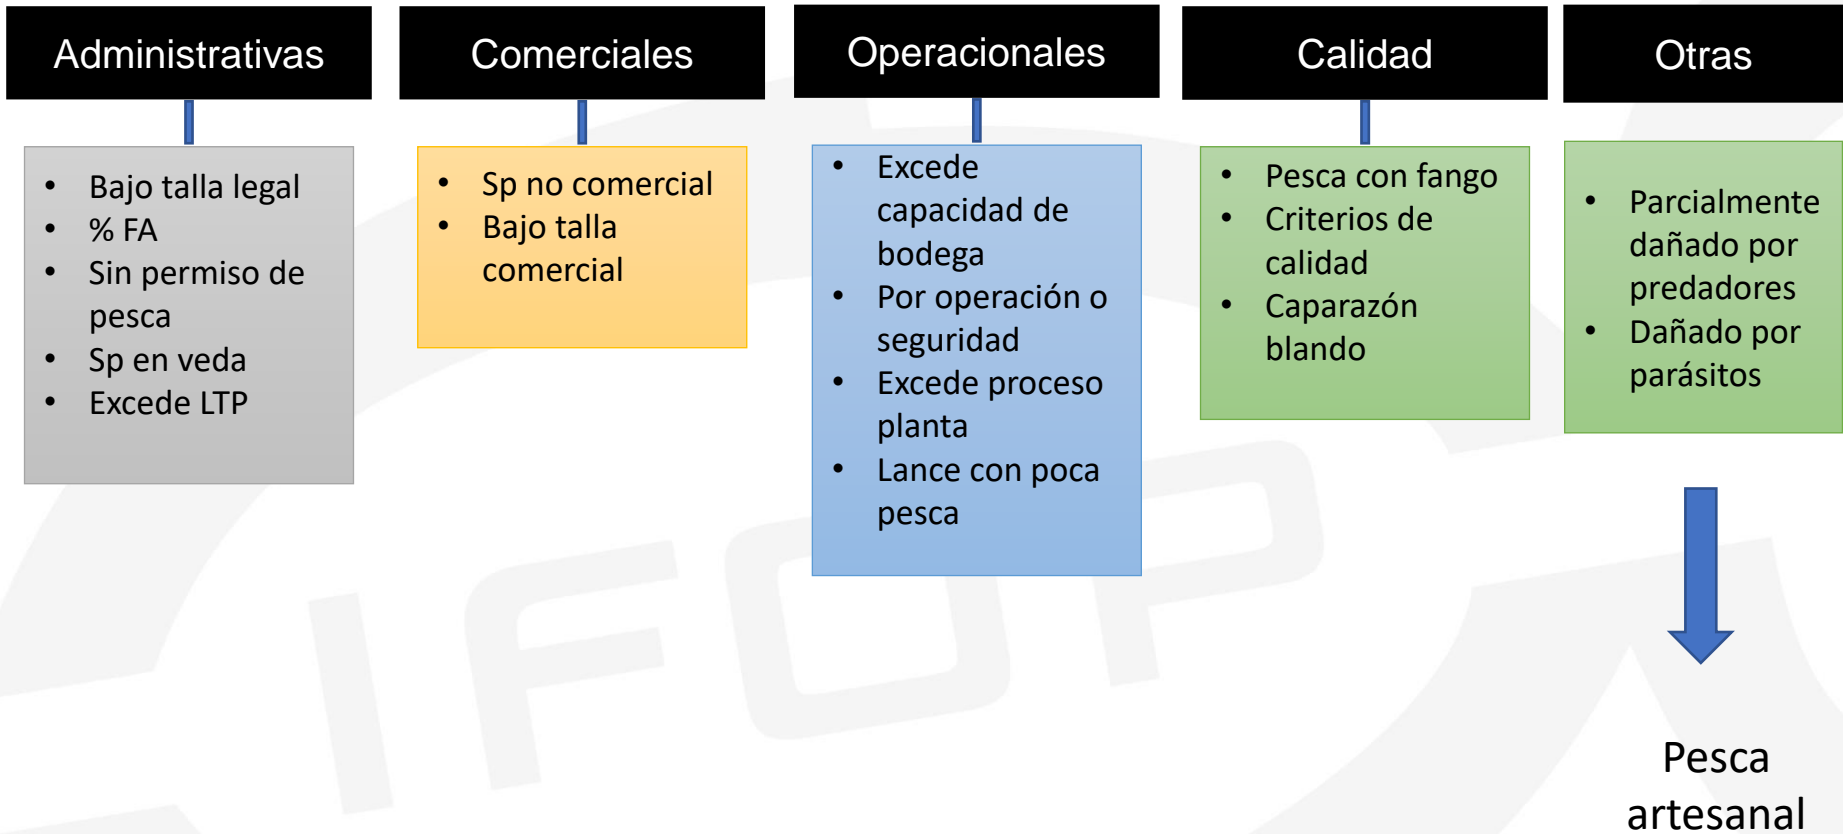 Administrativas
• Bajo talla legal
• % FA
• Sin permiso de
pesca
• Sp en veda
• Excede LTP
Comerciales
• Sp no comercial
• Bajo talla
comercial
Operacionales
• Excede
capacidad de
bodega
• Por operación o
seguridad
• Excede proceso
planta
• Lance con poca
pesca
Calidad
• Pesca con fango
• Criterios de
calidad
• Caparazón
blando
Otras
• Parcialmente
dañado por
predadores
• Dañado por
parásitos
Pesca
artesanal
IFOP